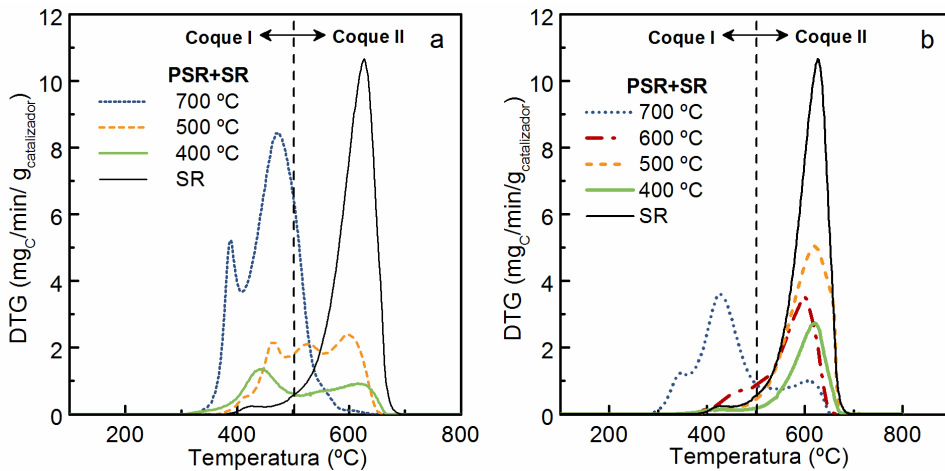 12
10
8
6
4
2
0
DTG (mgC/min/ gcatalizador)
Coque I
Coque II
a
PSR+SR
700 ºC
500 ºC
400 ºC
SR
200 400 600 800
Temperatura (ºC)
12
10
8
6
4
2
0
DTG (mgC/min/gcatalizador)
Coque I
Coque II
b
PSR+SR
700 ºC
600 ºC
500 ºC
400 ºC
SR
200 400 600 800
Temperatura (ºC)